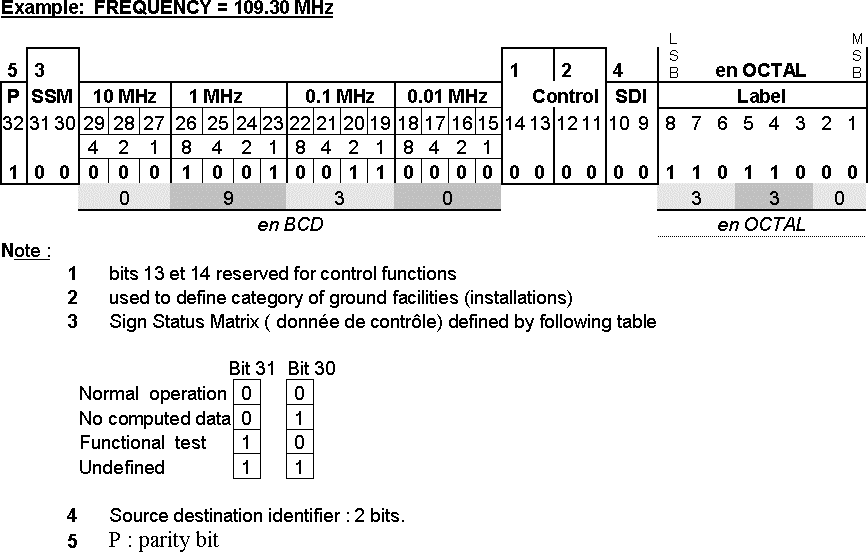 Example: FREQUENCY = 109.30 MHz
L M
S S
5 3 1 2 4 B en OCTAL B
P SSM 10 MHz 1 MHz 0.1 MHz 0.01 MHz Control SDI Label
32 31 30 29 28 27 26 25 24 23 22 21 20 19 18 17 16 15 14 13 12 11 10 9 8 7 6 5 4 3 2 1
4 2 1 8 4 2 1 8 4 2 1 8 4 2 1
1 0 0 0 0 0 1 0 0 1 0 0 1 1 0 0 0 0 0 0 0 0 0 0 1 1 0 1 1 0 0 0
0 9 3 0 3 3 0
en BCD en OCTAL
Note :
1 bits 13 et 14 reserved for control functions
2 used to define category of ground facilities (installations)
3 Sign Status Matrix ( donnée de contrôle) defined by following table
Bit 31 Bit 30
Normal operation 0 0
No computed data 0 1
Functional test 1 0
Undefined 1 1
4 Source destination identifier : 2 bits.
5 P : parity bit